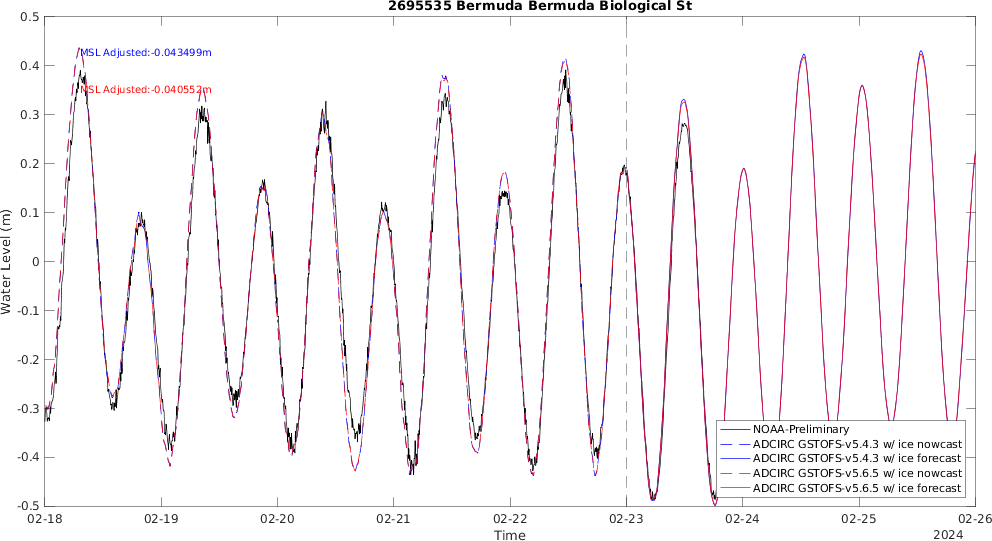 2695535 Bermuda Bermuda Biological St
0.5
MSL Adjusted:-0.043499m
0.4
MSL Adjusted:-0.040552m
0.3
0.2
0.1
0
-0.1
-0.2
-0.3
-0.4
-0.5
Water Level (m)
NOAA-Preliminary
ADCIRC GSTOFS-v5.4.3 w/ ice nowcast
ADCIRC GSTOFS-v5.4.3 w/ ice forecast
ADCIRC GSTOFS-v5.6.5 w/ ice nowcast
ADCIRC GSTOFS-v5.6.5 w/ ice forecast
02-18 02-19 02-20 02-21 02-22 02-23 02-24 02-25 02-26
Time
2024